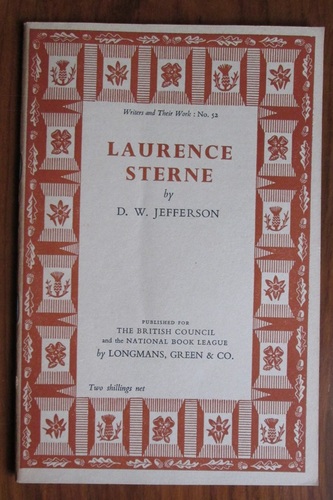 Writers and Their Work : No. 52
LAURENCE
STERNE
by
D. W. JEFFERSON
PUBLISHED FOR
THE BRITISH COUNCIL
and the NATIONAL BOOK LEAGUE
by LONGMANS, GREEN & CO.
Two shillings net